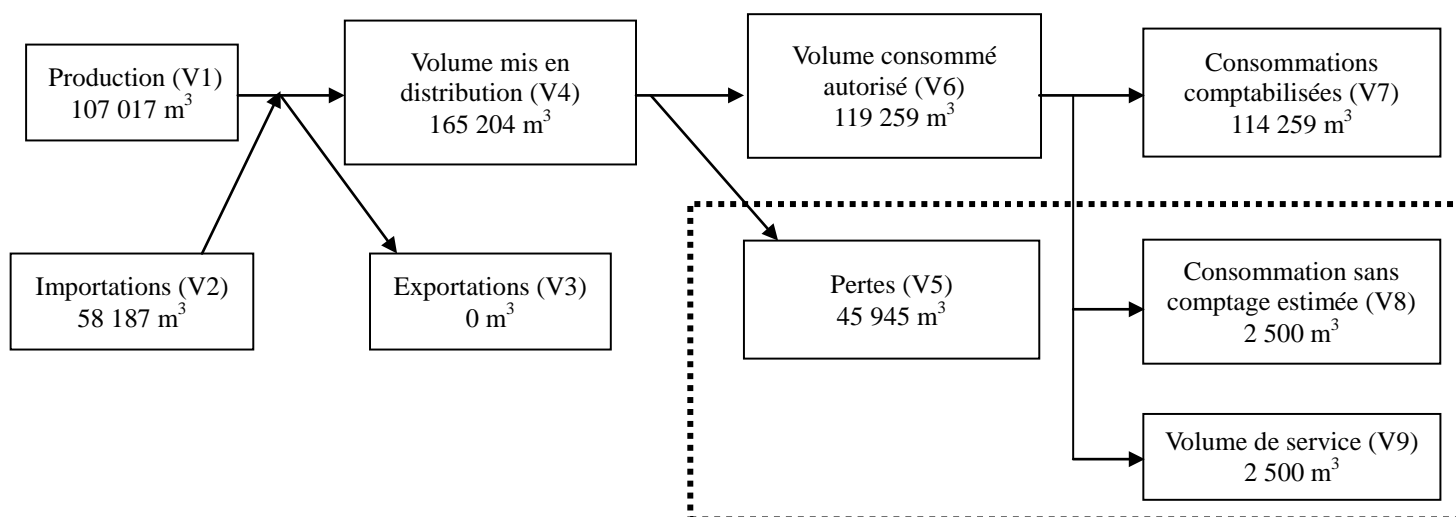 Production (V1)
107 017 m³
Volume mis en
distribution (V4)
165 204 m³
Volume consommé
autorisé (V6)
119 259 m³
Consommations
comptabilisées (V7)
114 259 m³
Importations (V2)
58 187 m³
Exportations (V3)
0 m³
Pertes (V5)
45 945 m³
Consommation sans
comptage estimée (V8)
2 500 m³
Volume de service (V9)
2 500 m³